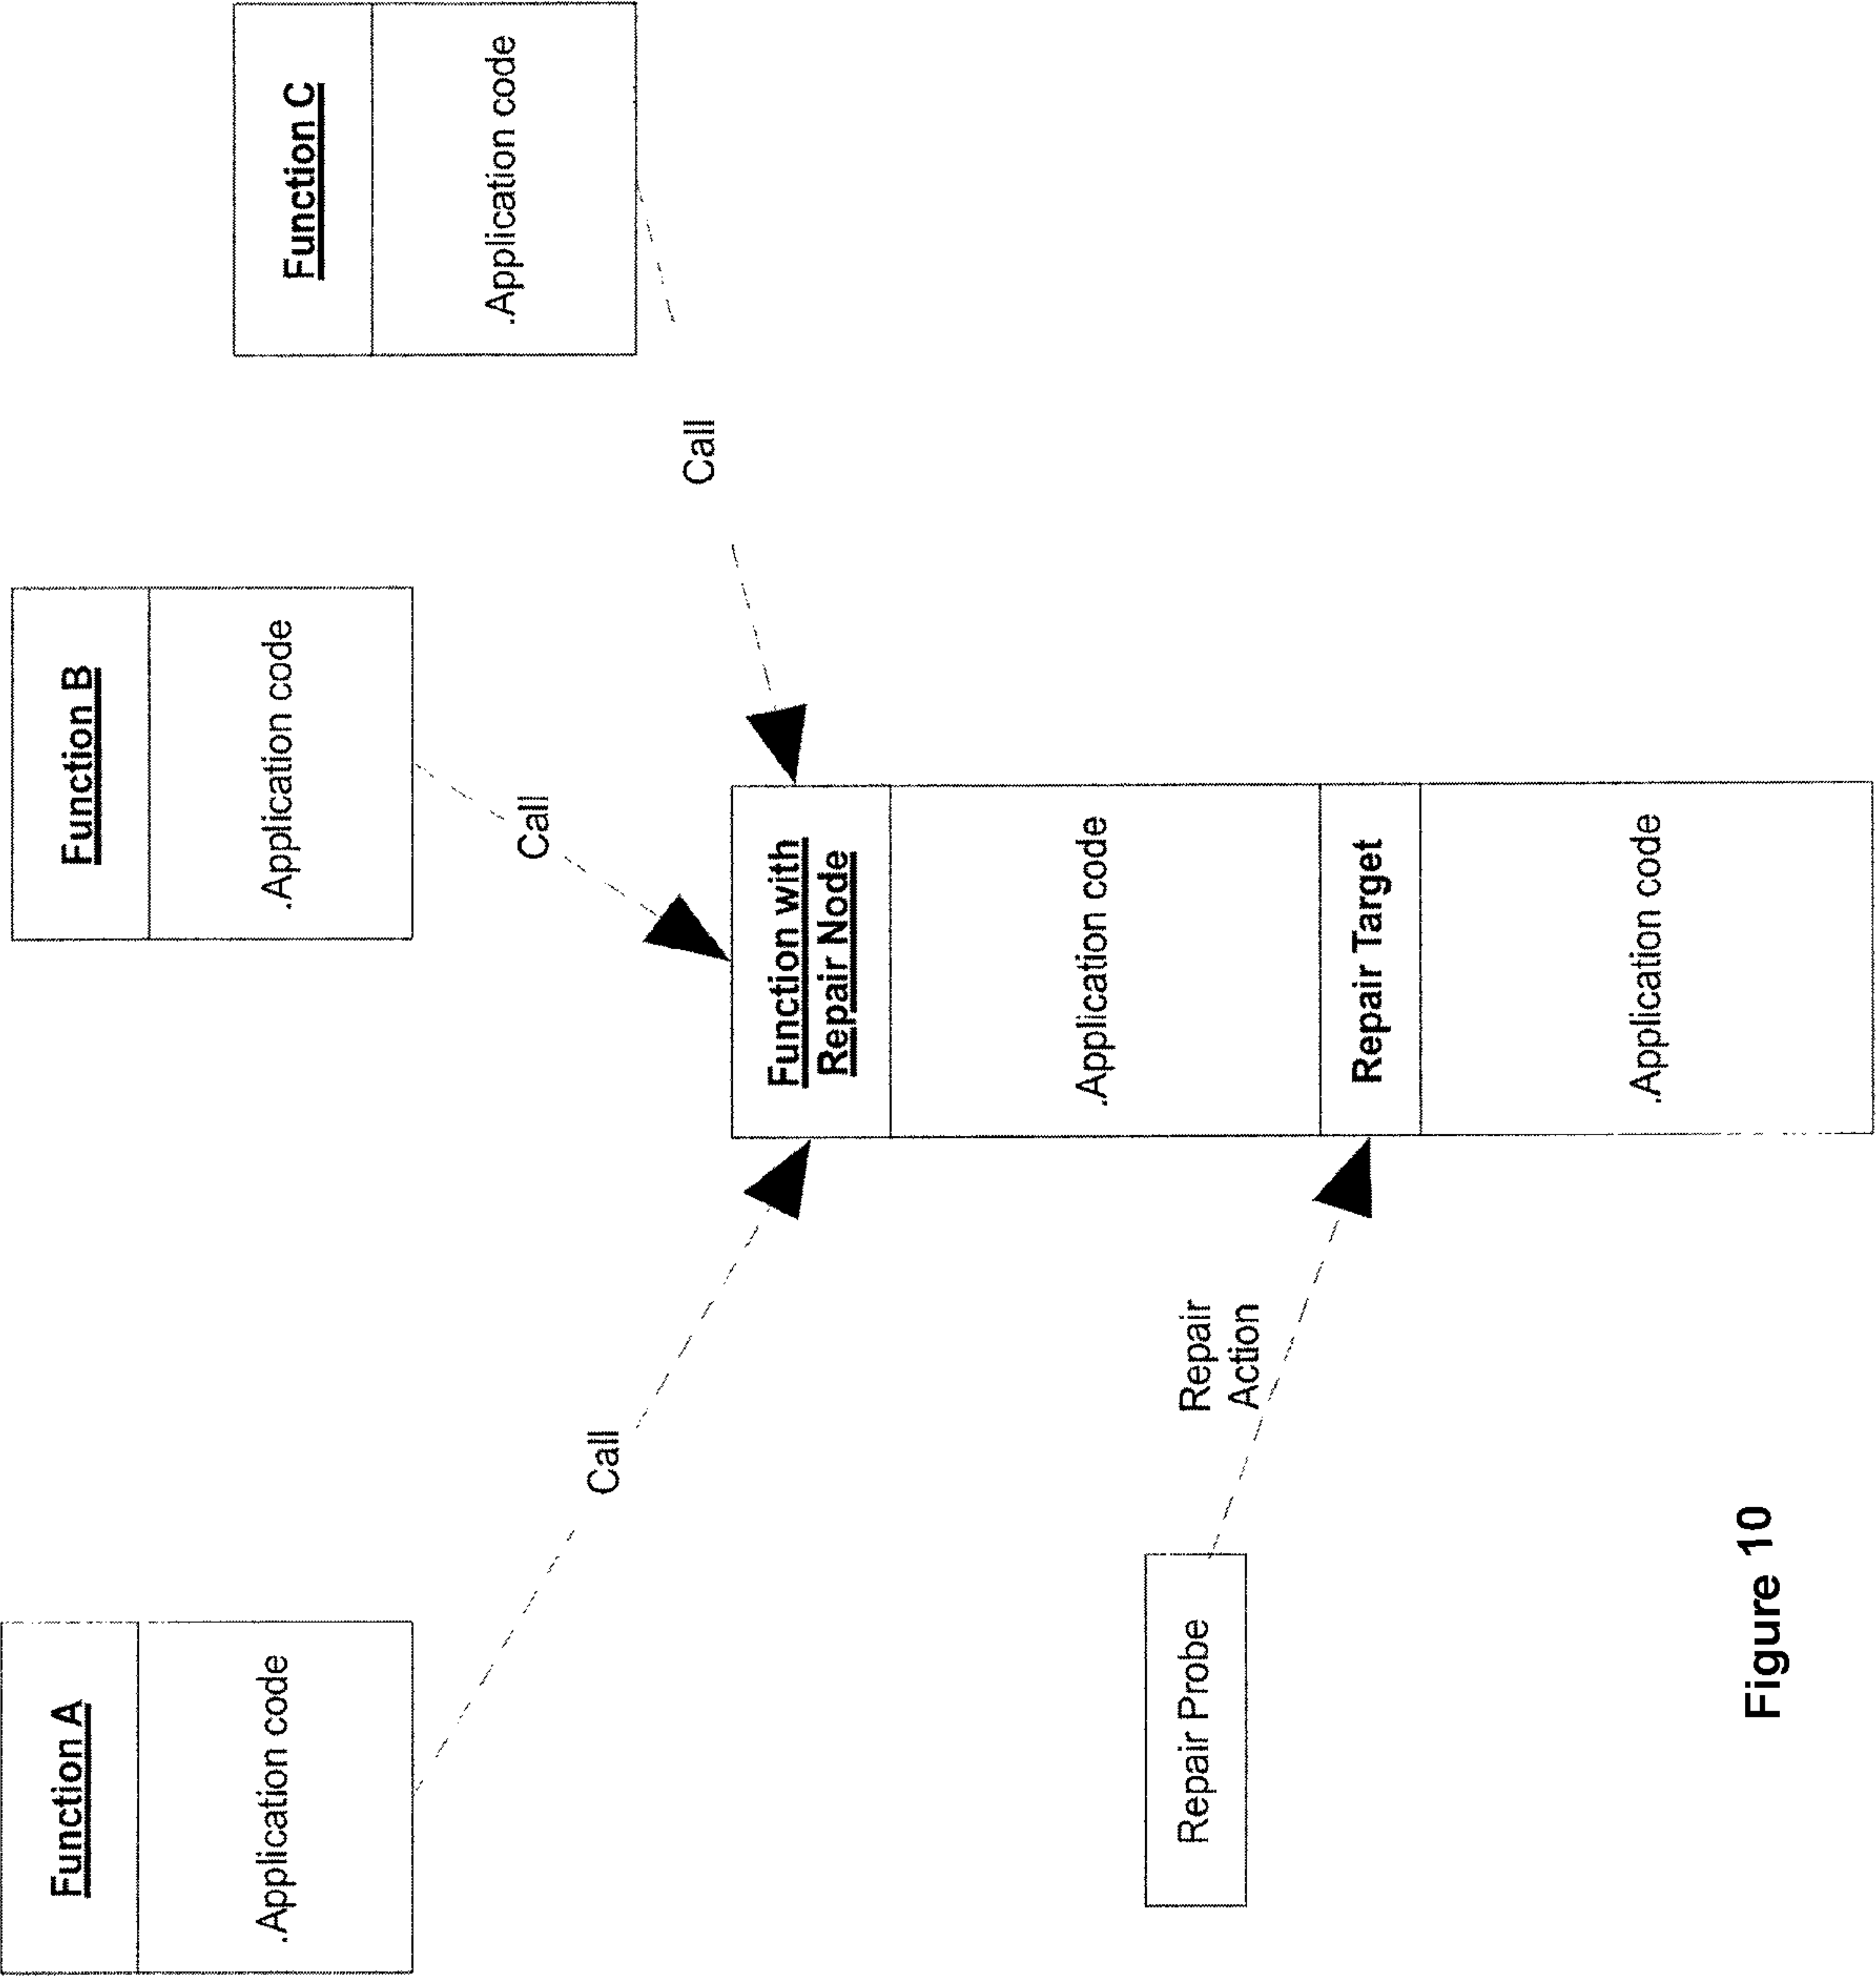 Function A
.Application code
Function B
.Application code
Function C
.Application code
Call
Call
Call
Function with
Repair Node
.Application code
Repair Target
.Application code
Repair
Action
Repair Probe
Figure 10